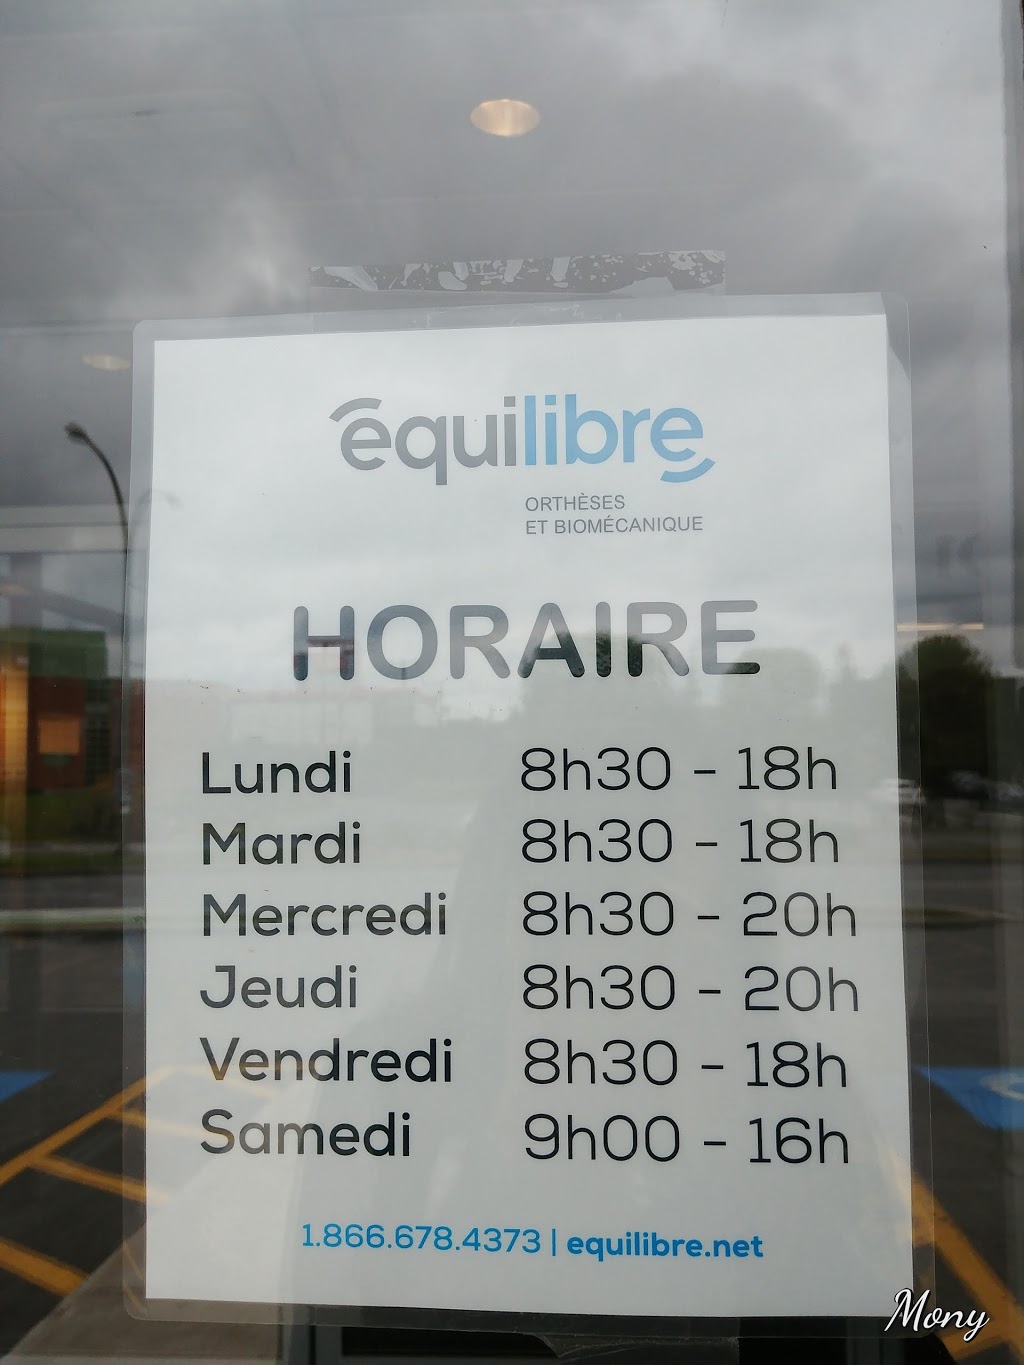 équilibre
ORTHÈSES
ET BIOMÉCANIQUE
HORAIRE
Lundi 8h30 - 18h
Mardi 8h30 - 18h
Mercredi 8h30 - 20h
Jeudi 8h30 - 20h
Vendredi 8h30 - 18h
Samedi 9h00 - 16h
1.866.678.4373 | equilibre.net
Mony